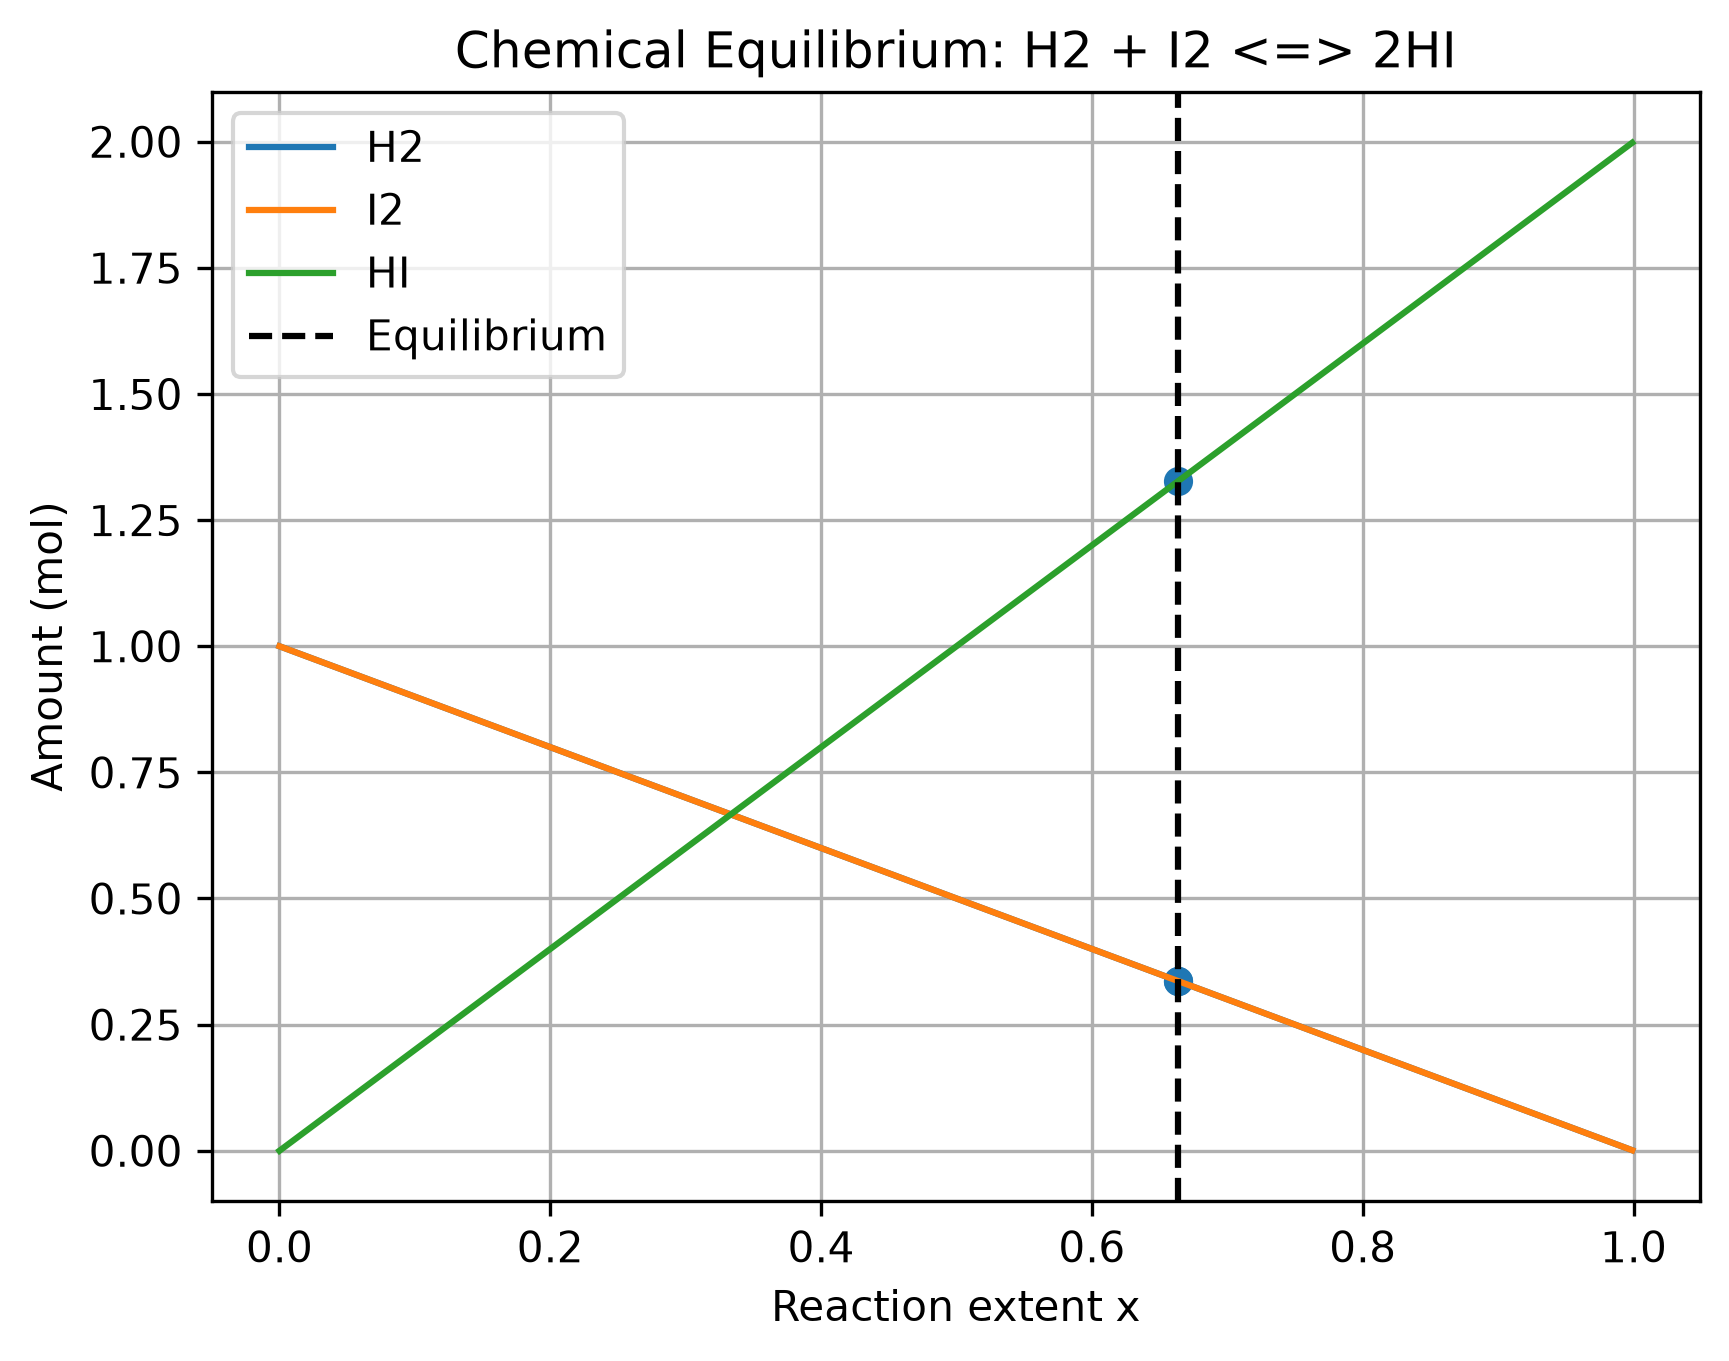 Chemical Equilibrium: H2 + I2 <=> 2HI
H2
I2
HI
Equilibrium
2.00
1.75
1.50
1.25
1.00
0.75
0.50
0.25
0.00
Amount (mol)
0.0 0.2 0.4 0.6 0.8 1.0
Reaction extent x